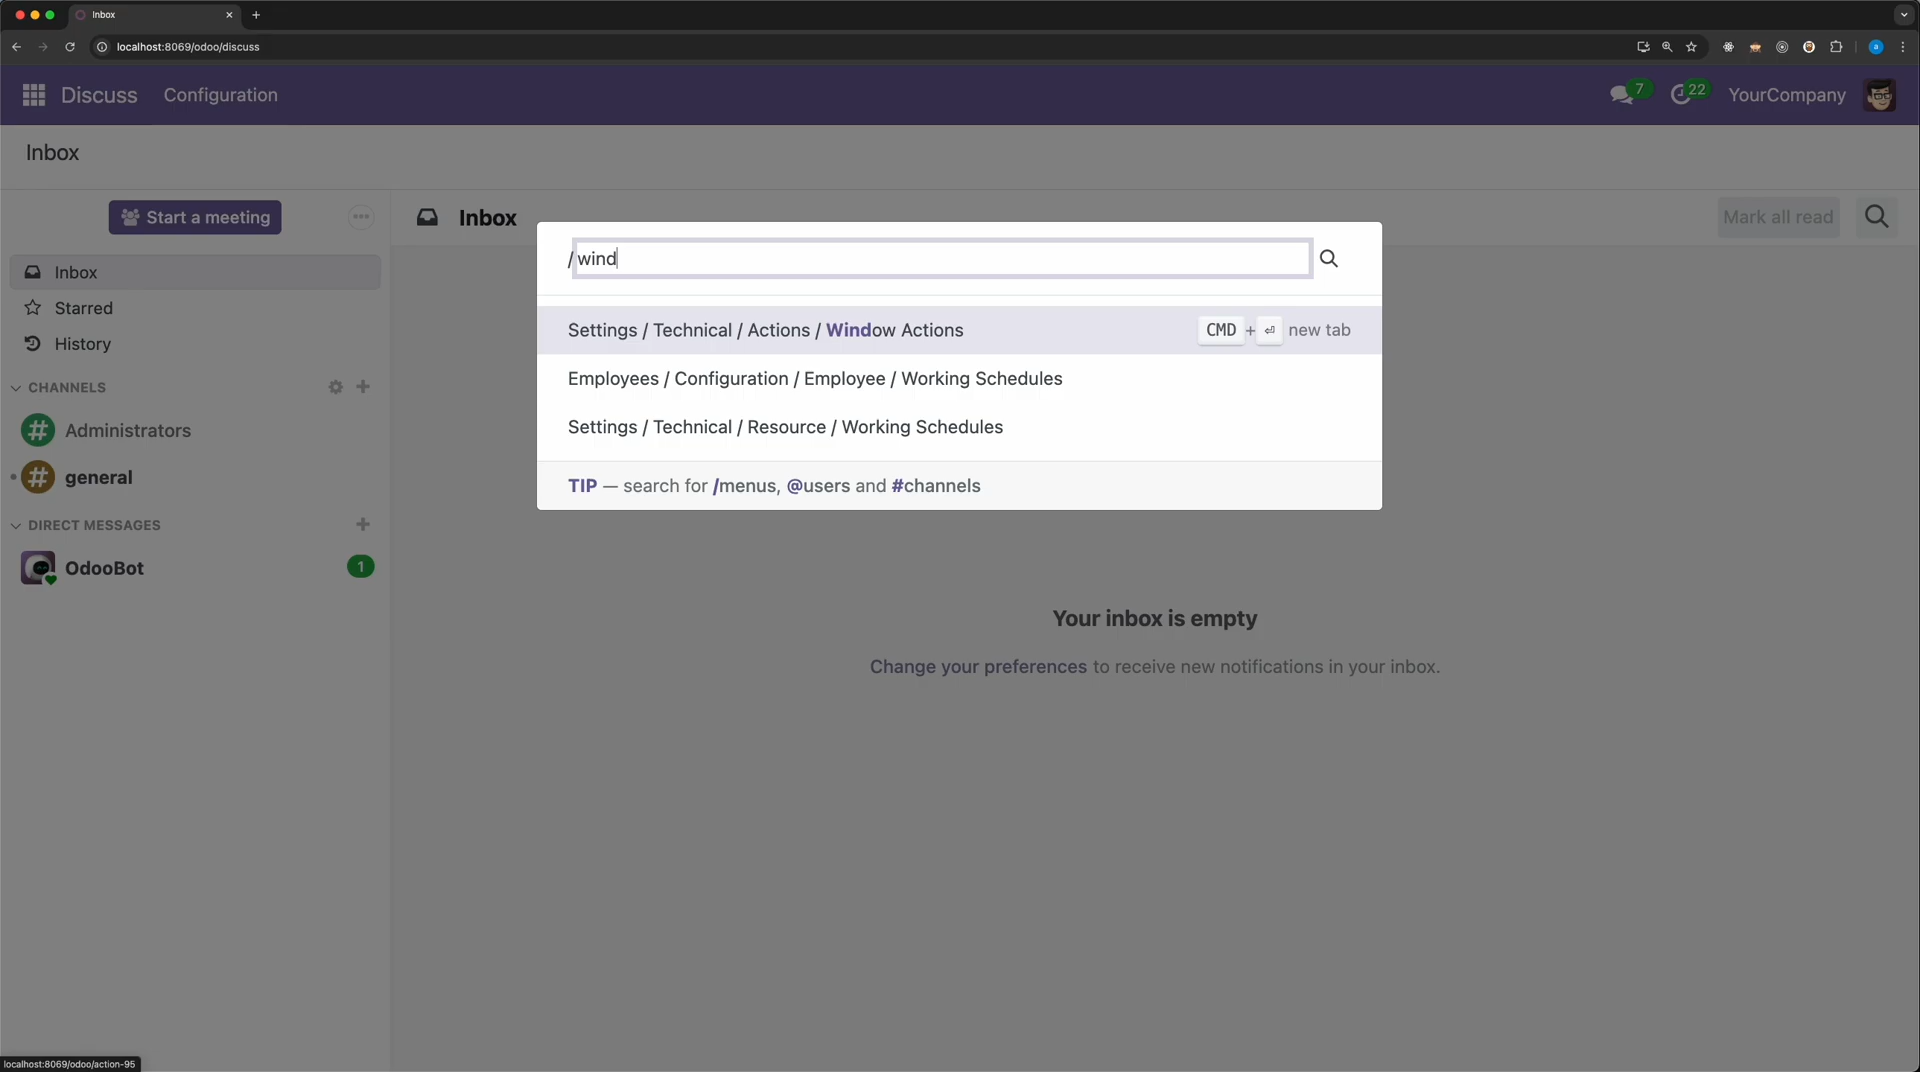 Inbox
localhost:8069/odoo/discuss
a
Discuss
Configuration
7
22
YourCompany
Inbox
Start a meeting
Inbox
Mark all read
/wind
Inbox
Starred
Settings / Technical / Actions / Window Actions
CMD + ⏎ new tab
History
Employees / Configuration / Employee / Working Schedules
CHANNELS
Administrators
Settings / Technical / Resource / Working Schedules
# general
TIP — search for /menus, @users and #channels
DIRECT MESSAGES
OdooBot
1
Your inbox is empty
Change your preferences to receive new notifications in your inbox.
localhost:8069/odoo/action-95